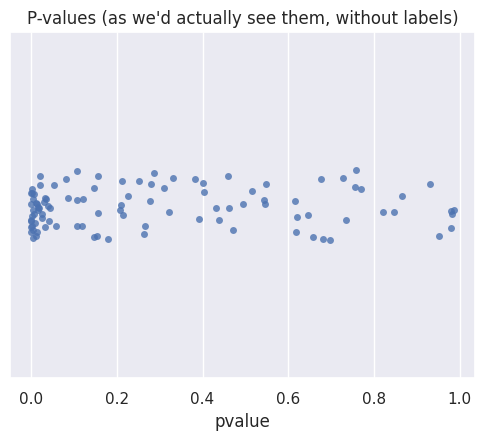 P-values (as we'd actually see them, without labels)
0.0 0.2 0.4 0.6 0.8 1.0
pvalue